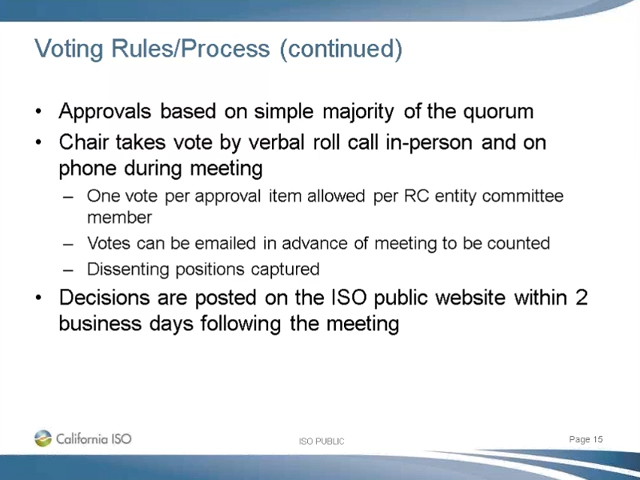 Voting Rules/Process (continued)
• Approvals based on simple majority of the quorum
• Chair takes vote by verbal roll call in-person and on
phone during meeting
– One vote per approval item allowed per RC entity committee
member
– Votes can be emailed in advance of meeting to be counted
– Dissenting positions captured
• Decisions are posted on the ISO public website within 2
business days following the meeting
California ISO
ISO PUBLIC
Page 15